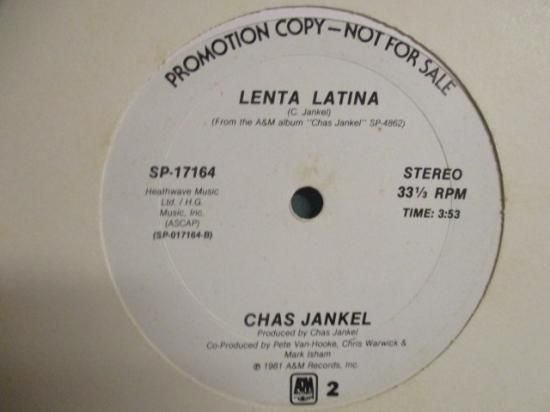 PROMOTION COPY—NOT FOR SALE
LENTA LATINA
(C. Jankel)
(From the A&M album "Chas Jankel" SP-4862)
SP-17164
Heathwave Music
Ltd. / H.G.
Music, Inc.
(ASCAP)
(SP-017164-B)
STEREO
33⅓ RPM
TIME: 3:53
CHAS JANKEL
Produced by Chas Jankel
Co-Produced by Pete Van-Hooke, Chris Warwick &
Mark Isham
℗ 1981 A&M Records, Inc.
A&M
2